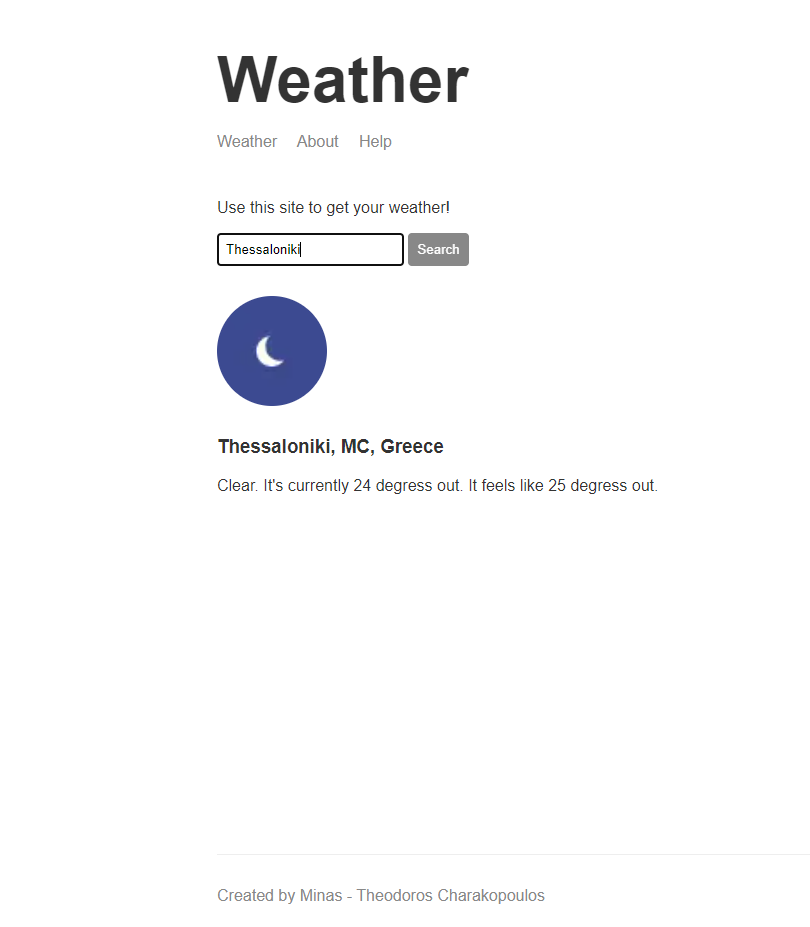 Weather
Weather About Help
Use this site to get your weather!
Thessaloniki Search
Thessaloniki, MC, Greece
Clear. It's currently 24 degress out. It feels like 25 degress out.
Created by Minas - Theodoros Charakopoulos